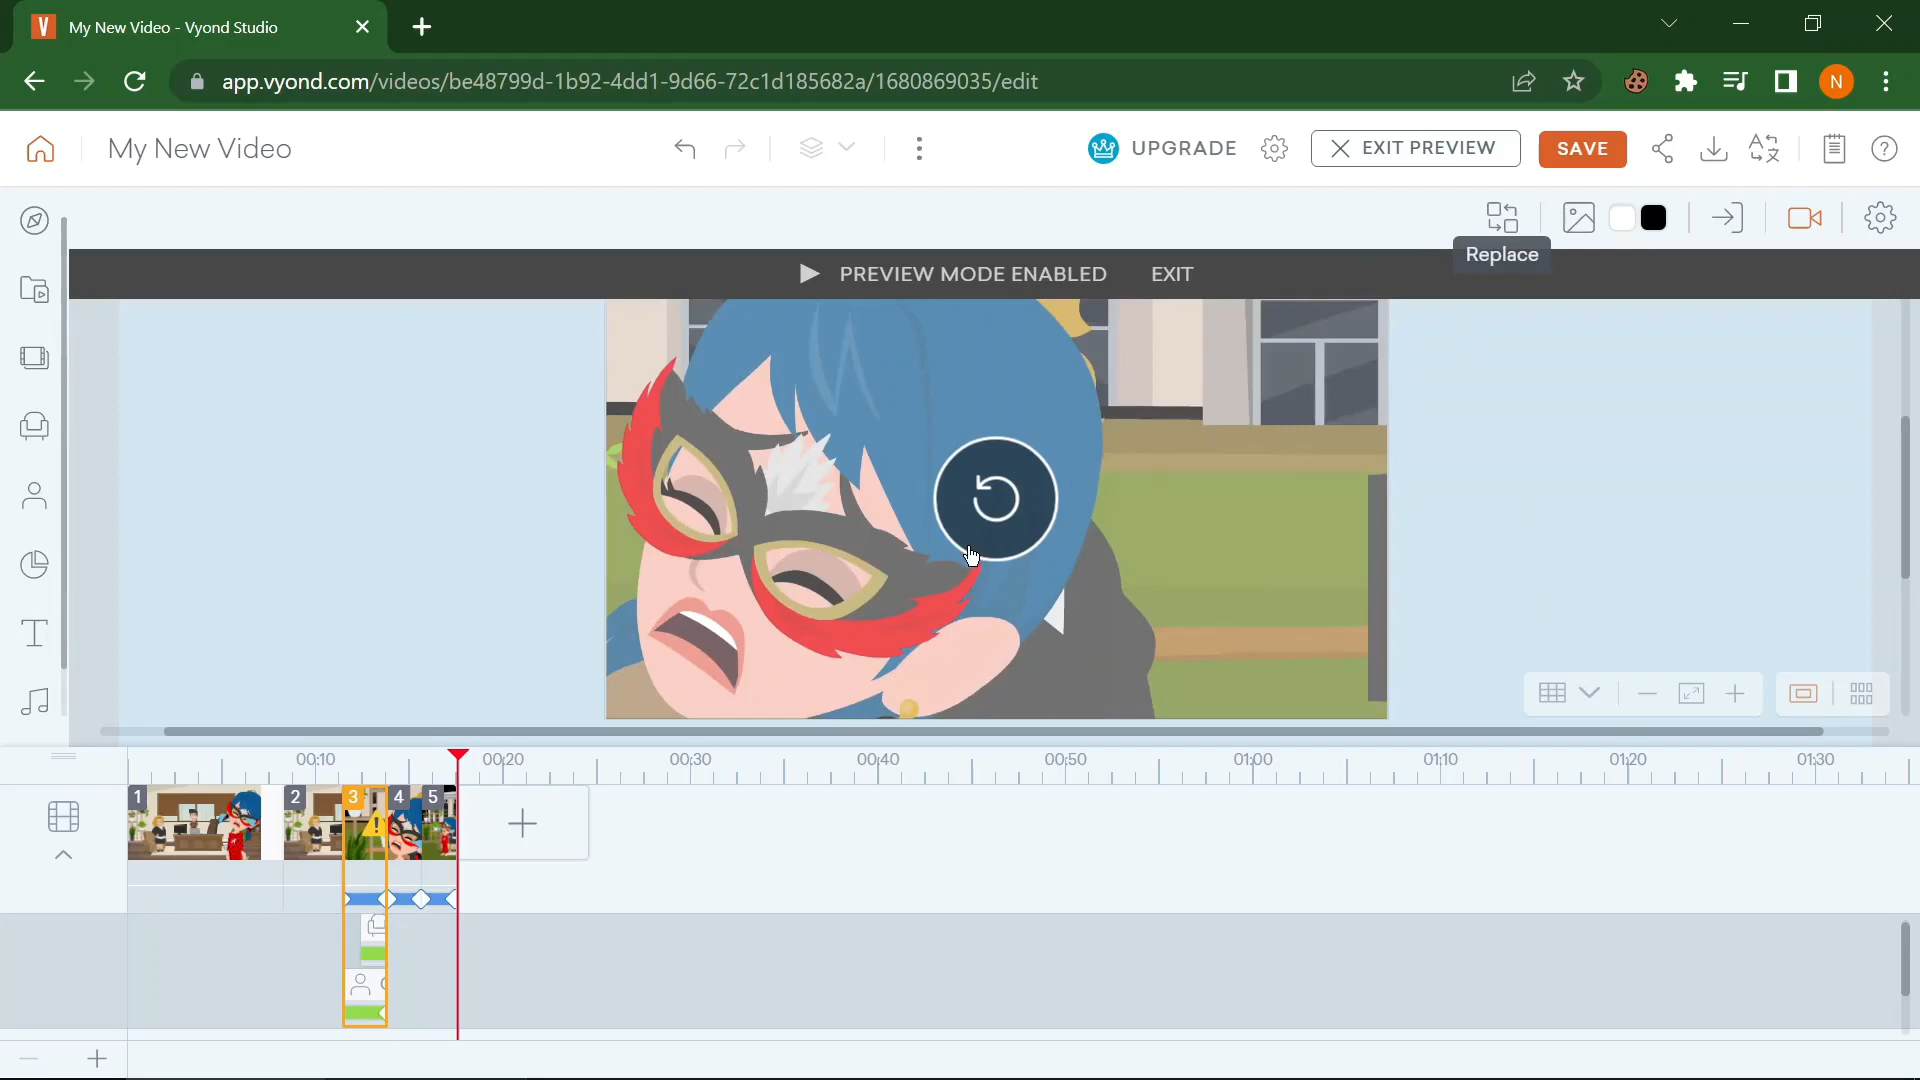 My New Video - Vyond Studio
app.vyond.com/videos/be48799d-1b92-4dd1-9d66-72c1d185682a/1680869035/edit
N
My New Video
UPGRADE
EXIT PREVIEW
SAVE
Replace
PREVIEW MODE ENABLED
EXIT
00:10
00:20
00:30
00:40
00:50
01:00
01:10
01:20
01:30
1
2
3
4
5